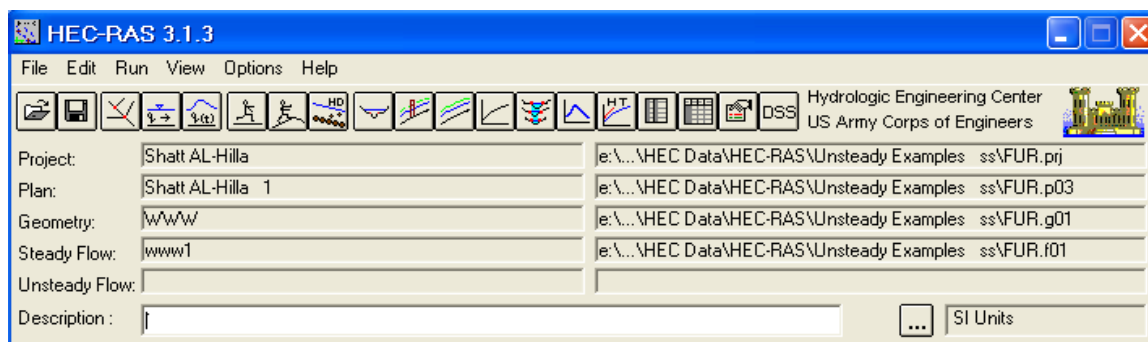 HEC-RAS 3.1.3
File Edit Run View Options Help
HD HT DSS
Hydrologic Engineering Center
US Army Corps of Engineers
Project: Shatt AL-Hilla e:\...\HEC Data\HEC-RAS\Unsteady Examples ss\FUR.prj
Plan: Shatt AL-Hilla 1 e:\...\HEC Data\HEC-RAS\Unsteady Examples ss\FUR.p03
Geometry: WWW e:\...\HEC Data\HEC-RAS\Unsteady Examples ss\FUR.g01
Steady Flow: www1 e:\...\HEC Data\HEC-RAS\Unsteady Examples ss\FUR.f01
Unsteady Flow:
Description : ... SI Units